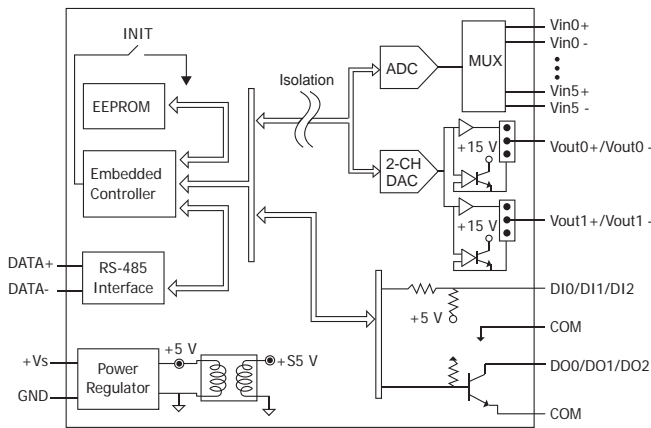 INIT
EEPROM
Embedded
Controller
RS-485
Interface
DATA+
DATA-
+Vs
GND
Power
Regulator
+5 V
+S5 V
Isolation
ADC
MUX
Vin0+
Vin0 -
Vin5+
Vin5 -
2-CH
DAC
+15 V
Vout0+/Vout0 -
+15 V
Vout1+/Vout1 -
+5 V
DI0/DI1/DI2
COM
DO0/DO1/DO2
COM